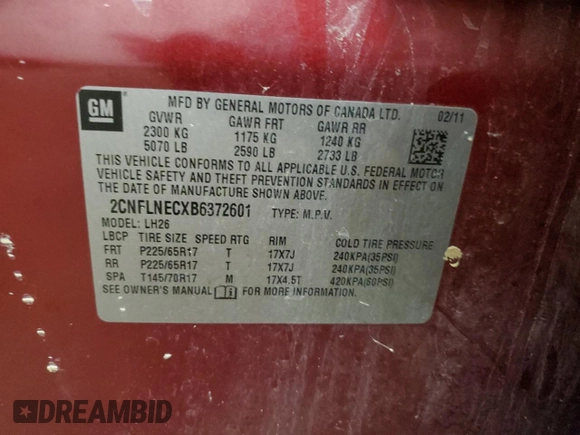 GM
MFD BY GENERAL MOTORS OF CANADA LTD. 02/11
GVWR GAWR FRT GAWR RR
2300 KG 1175 KG 1240 KG
5070 LB 2590 LB 2733 LB
THIS VEHICLE CONFORMS TO ALL APPLICABLE U.S. FEDERAL MOTOR
VEHICLE SAFETY AND THEFT PREVENTION STANDARDS IN EFFECT ON
THE DATE OF MANUFACTURE SHOWN ABOVE.
2CNFLNECXB6372601 TYPE: M.P.V.
MODEL: LH26
LBCP TIRE SIZE SPEED RTG RIM COLD TIRE PRESSURE
FRT P225/65R17 T 17X7J 240KPA(35PSI)
RR P225/65R17 T 17X7J 240KPA(35PSI)
SPA T145/70R17 M 17X4.5T 420KPA(60PSI)
SEE OWNER'S MANUAL FOR MORE INFORMATION.
DREAMBID